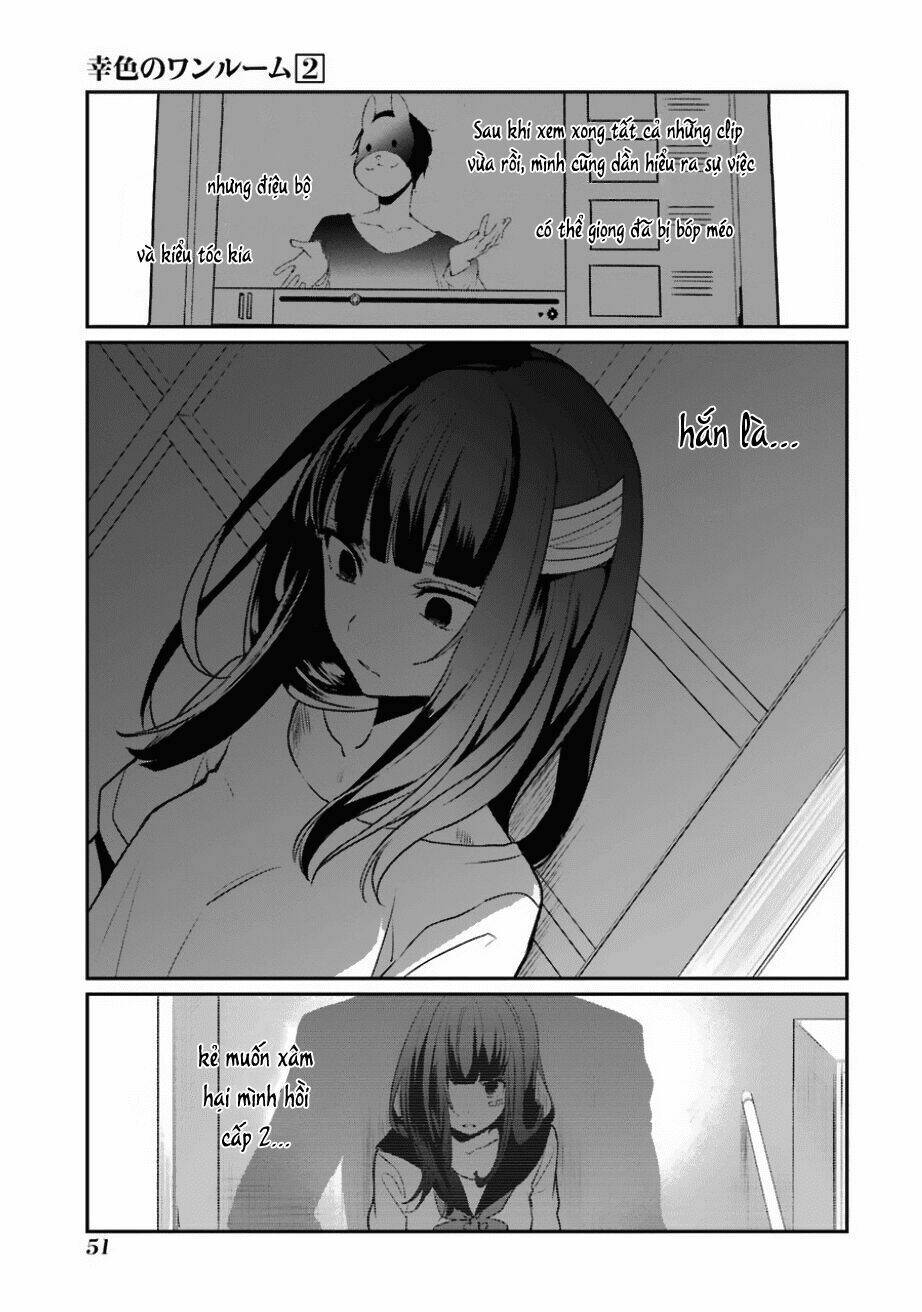 幸色のワンルーム2
Sau khi xem xong tất cả những clip
vừa rồi, mình cũng dần hiểu ra sự việc
có thể giọng đã bị bóp méo
nhưng điệu bộ
và kiểu tóc kia
hắn là...
kẻ muốn xâm
hại mình hồi
cấp 2...
51